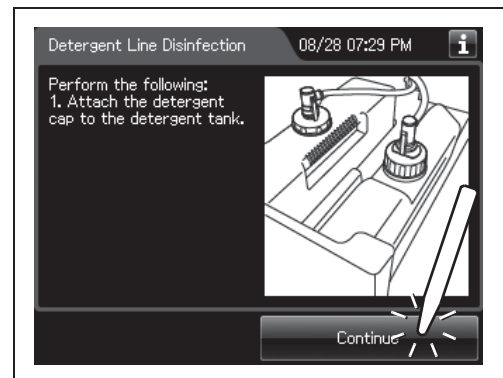 Detergent Line Disinfection 08/28 07:29 PM i
Perform the following:
1. Attach the detergent
cap to the detergent tank.
Continue